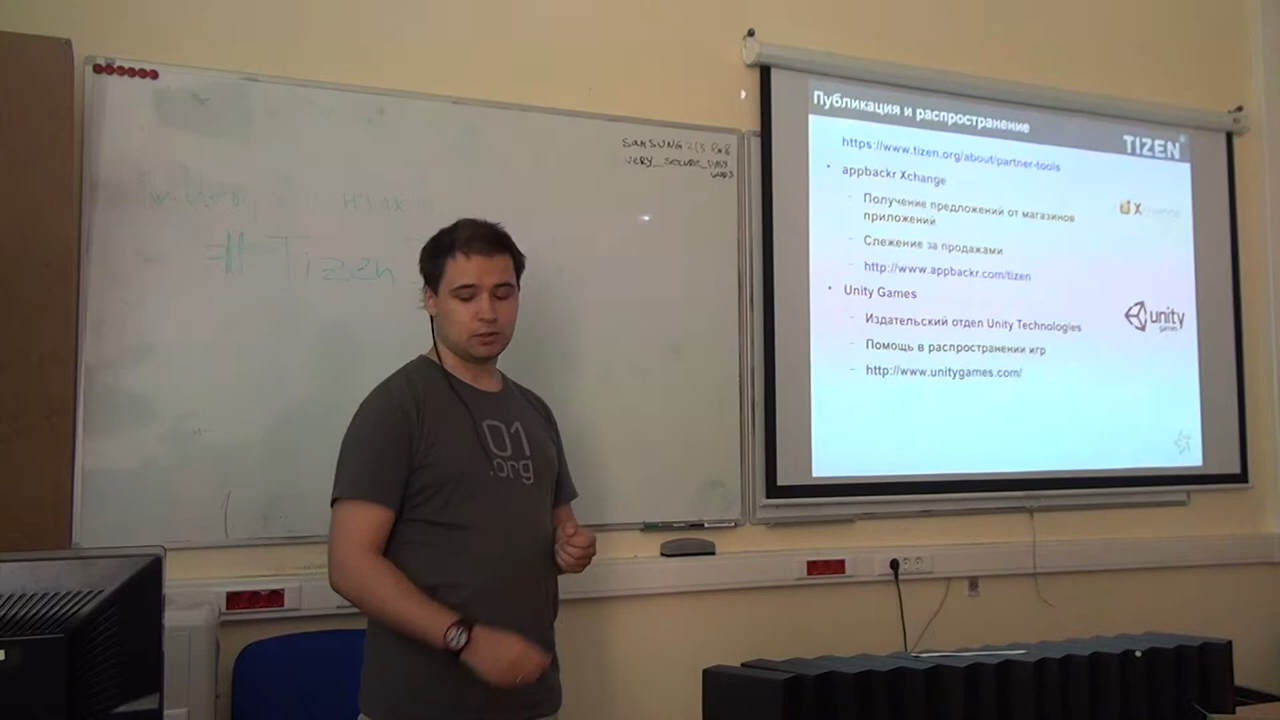 SAMSUNG
very_secure_pass
# Tizen
01
.org
Публикация и распространение
TIZEN
https://www.tizen.org/about/partner-tools
appbackr Xchange
Получение предложений от магазинов
приложений
Слежение за продажами
http://www.appbackr.com/tizen
Unity Games
Издательский отдел Unity Technologies
Помощь в распространении игр
http://www.unitygames.com/
X
unity
games